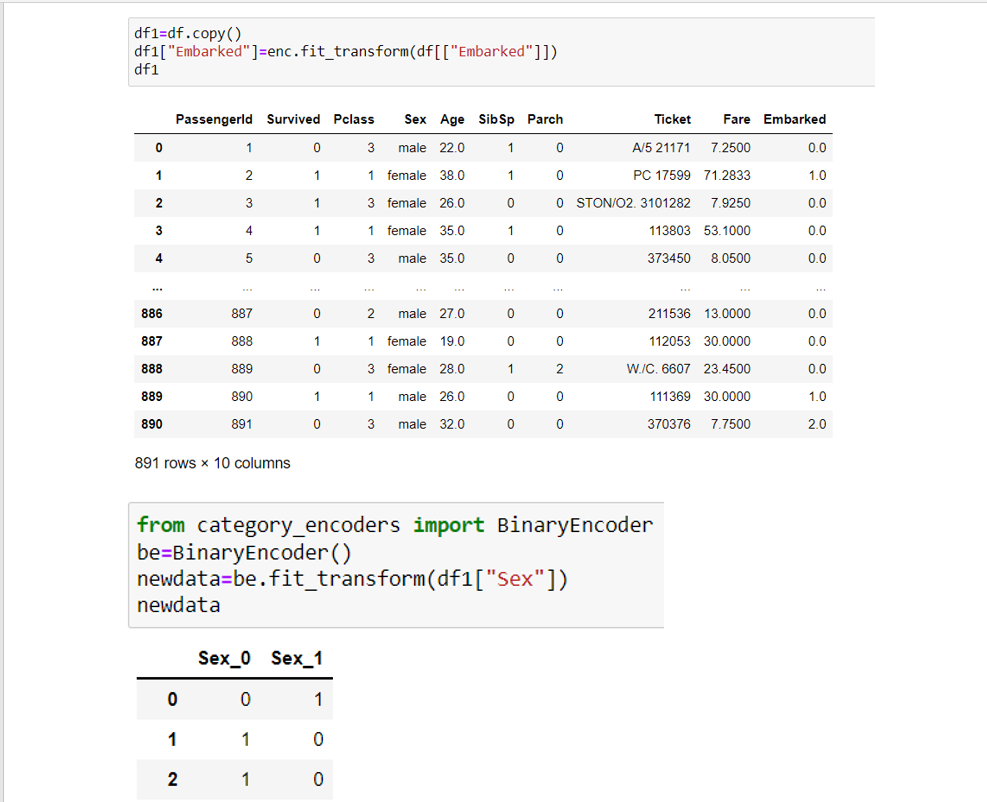 df1=df.copy()
df1["Embarked"]=enc.fit_transform(df[["Embarked"]])
df1
PassengerId Survived Pclass Sex Age SibSp Parch Ticket Fare Embarked
0 1 0 3 male 22.0 1 0 A/5 21171 7.2500 0.0
1 2 1 1 female 38.0 1 0 PC 17599 71.2833 1.0
2 3 1 3 female 26.0 0 0 STON/O2. 3101282 7.9250 0.0
3 4 1 1 female 35.0 1 0 113803 53.1000 0.0
4 5 0 3 male 35.0 0 0 373450 8.0500 0.0
... ... ... ... ... ... ... ... ... ... ...
886 887 0 2 male 27.0 0 0 211536 13.0000 0.0
887 888 1 1 female 19.0 0 0 112053 30.0000 0.0
888 889 0 3 female 28.0 1 2 W./C. 6607 23.4500 0.0
889 890 1 1 male 26.0 0 0 111369 30.0000 1.0
890 891 0 3 male 32.0 0 0 370376 7.7500 2.0
891 rows × 10 columns
from category_encoders import BinaryEncoder
be=BinaryEncoder()
newdata=be.fit_transform(df1["Sex"])
newdata
Sex_0 Sex_1
0 0 1
1 1 0
2 1 0